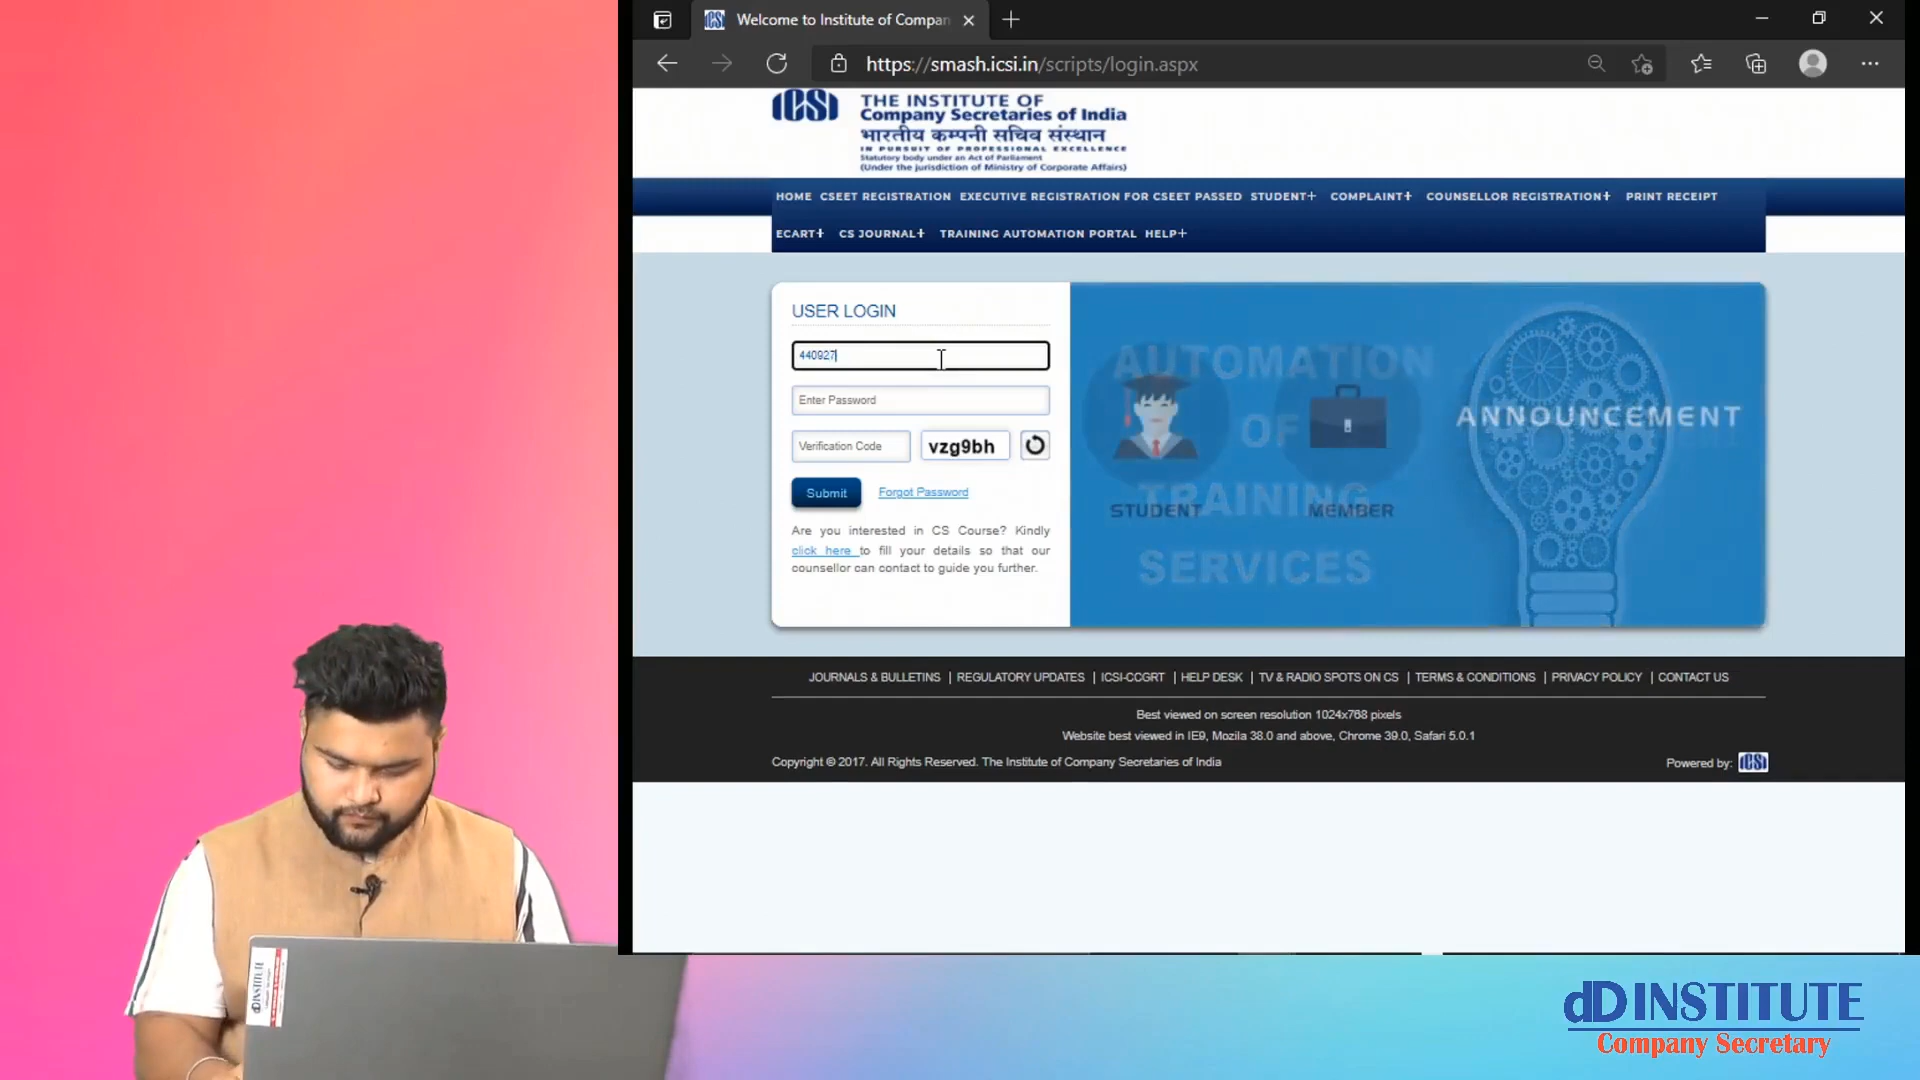 Welcome to Institute of Compan
https://smash.icsi.in/scripts/login.aspx
ICSI
THE INSTITUTE OF
Company Secretaries of India
भारतीय कम्पनी सचिव संस्थान
IN PURSUIT OF PROFESSIONAL EXCELLENCE
Statutory body under an Act of Parliament
(Under the jurisdiction of Ministry of Corporate Affairs)
HOME CSEET REGISTRATION EXECUTIVE REGISTRATION FOR CSEET PASSED STUDENT+ COMPLAINT+ COUNSELLOR REGISTRATION+ PRINT RECEIPT
ECART+ CS JOURNAL+ TRAINING AUTOMATION PORTAL HELP+
USER LOGIN
440927
Enter Password
Verification Code vzg9bh
Submit Forgot Password
Are you interested in CS Course? Kindly
click here to fill your details so that our
counsellor can contact to guide you further.
AUTOMATION
OF
TRAINING
SERVICES
STUDENT MEMBER
ANNOUNCEMENT
JOURNALS & BULLETINS | REGULATORY UPDATES | ICSI-CCGRT | HELP DESK | TV & RADIO SPOTS ON CS | TERMS & CONDITIONS | PRIVACY POLICY | CONTACT US
Best viewed on screen resolution 1024x768 pixels
Website best viewed in IE9, Mozila 38.0 and above, Chrome 39.0, Safari 5.0.1
Copyright © 2017. All Rights Reserved. The Institute of Company Secretaries of India
Powered by: ICSI
dD INSTITUTE
dD INSTITUTE
Company Secretary